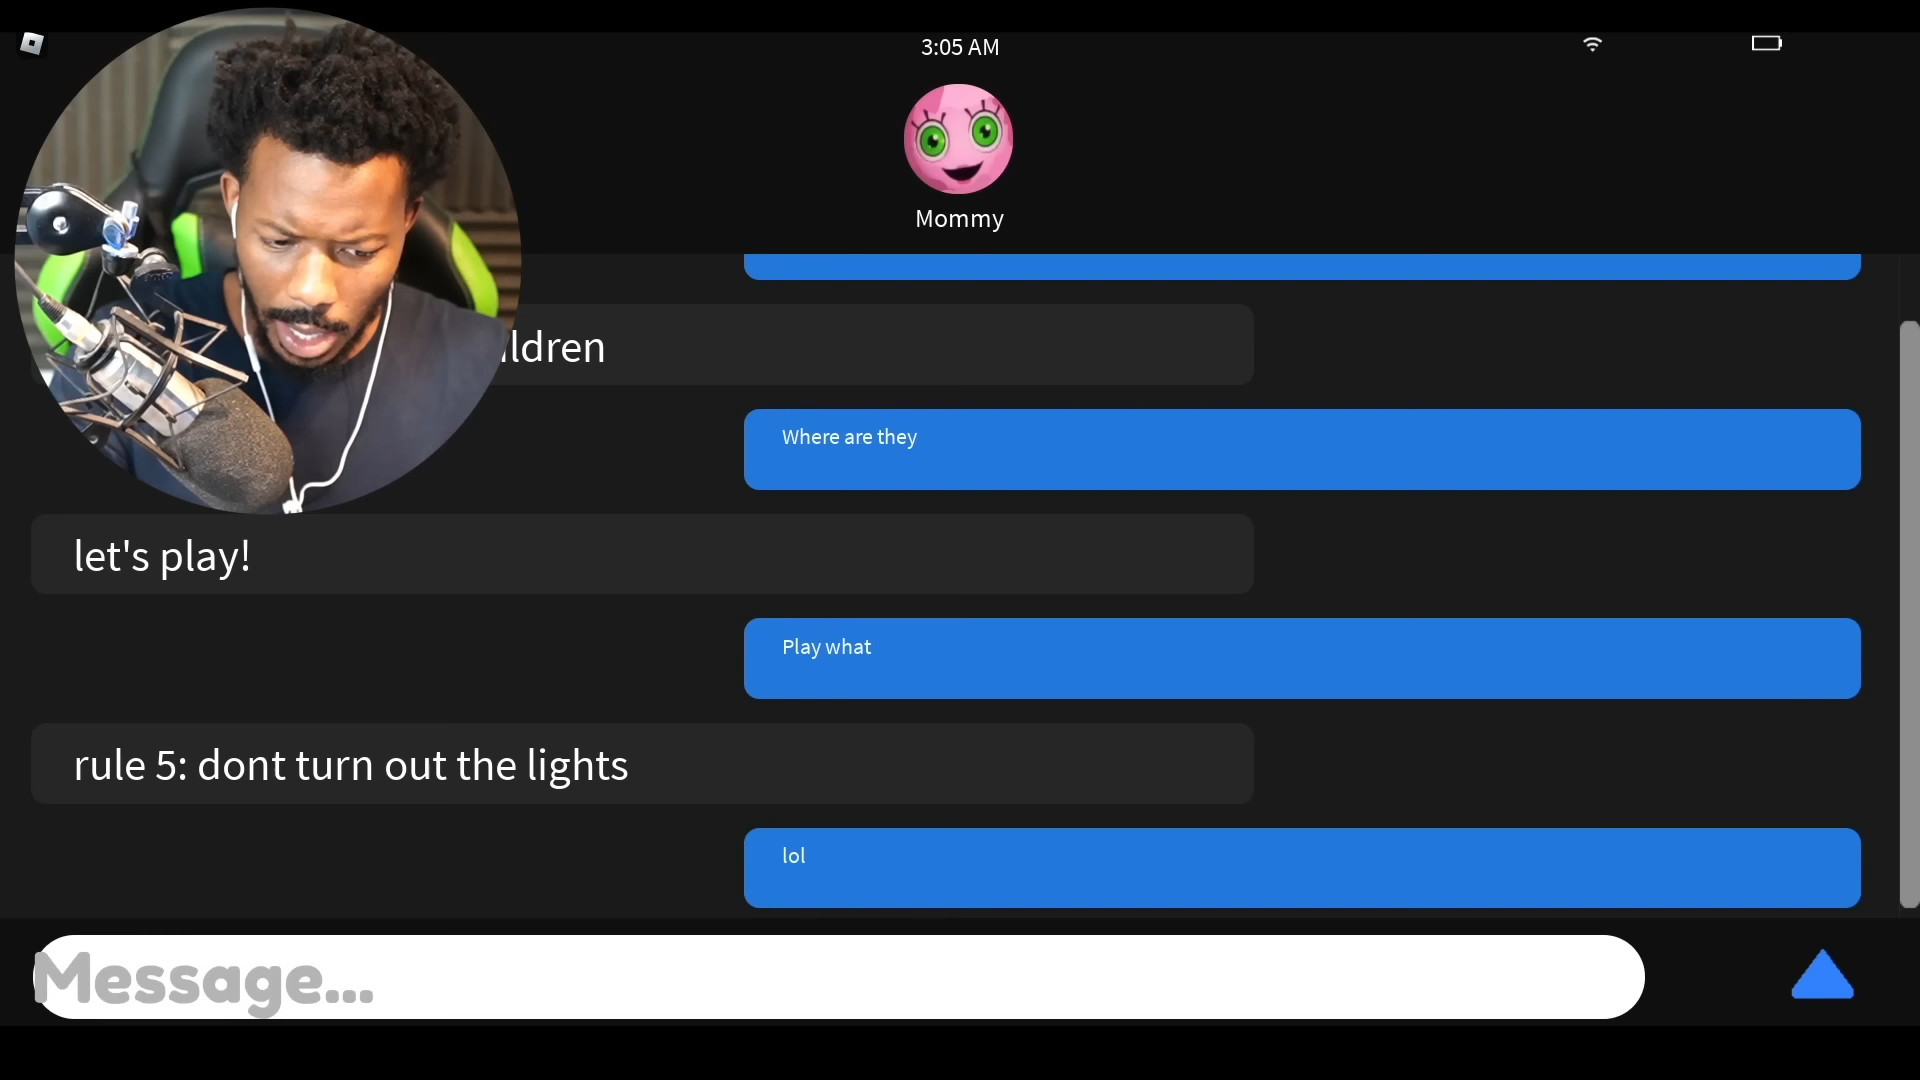 3:05 AM
Mommy
ldren
Where are they
let's play!
Play what
rule 5: dont turn out the lights
lol
Message...